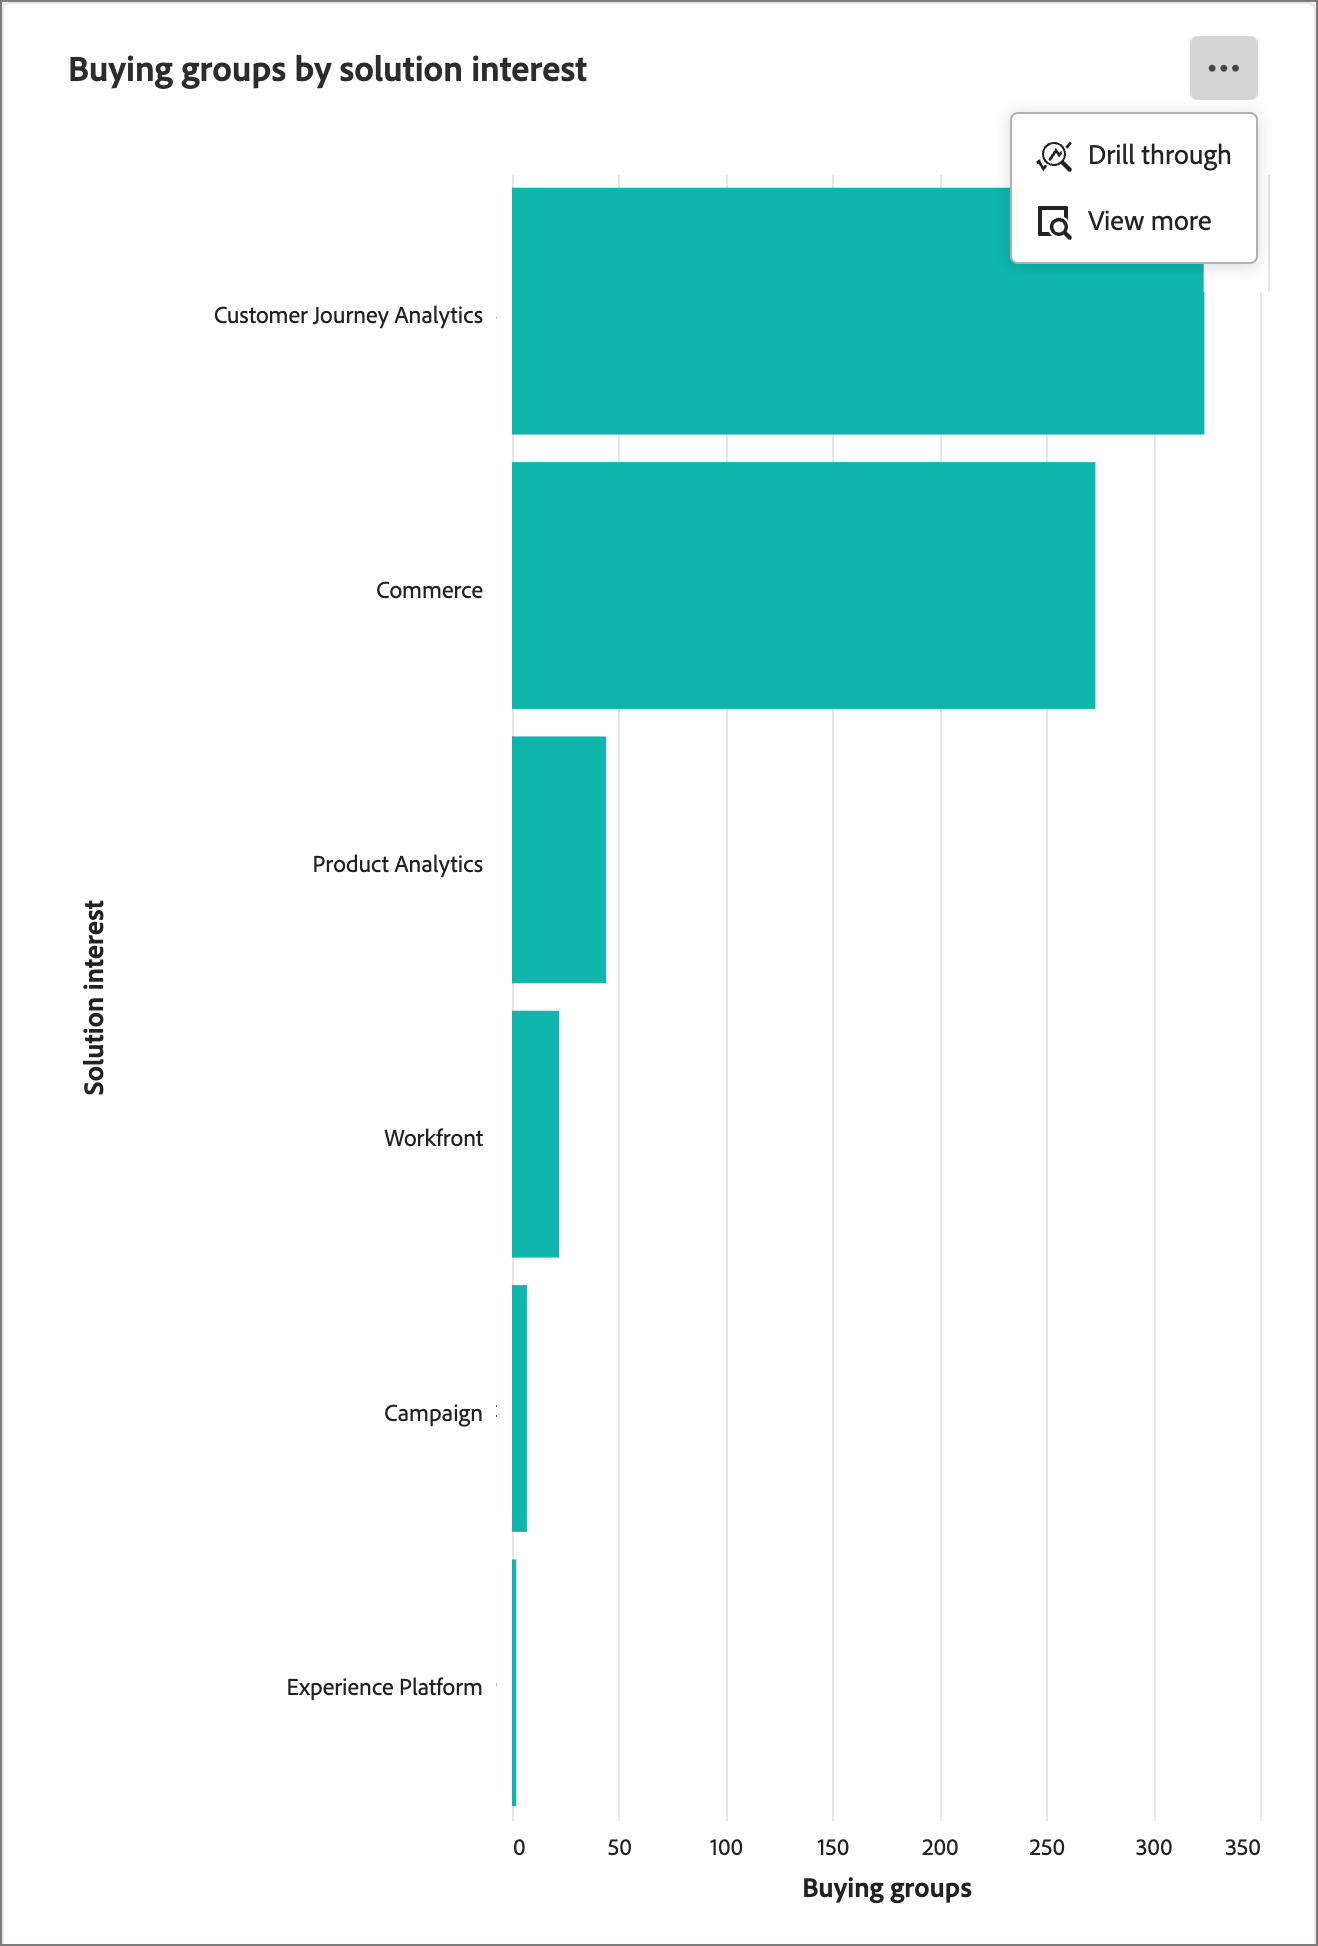 Buying groups by solution interest
Drill through
View more
Customer Journey Analytics
Commerce
Product Analytics
Workfront
Campaign
Experience Platform
Solution interest
0 50 100 150 200 250 300 350
Buying groups